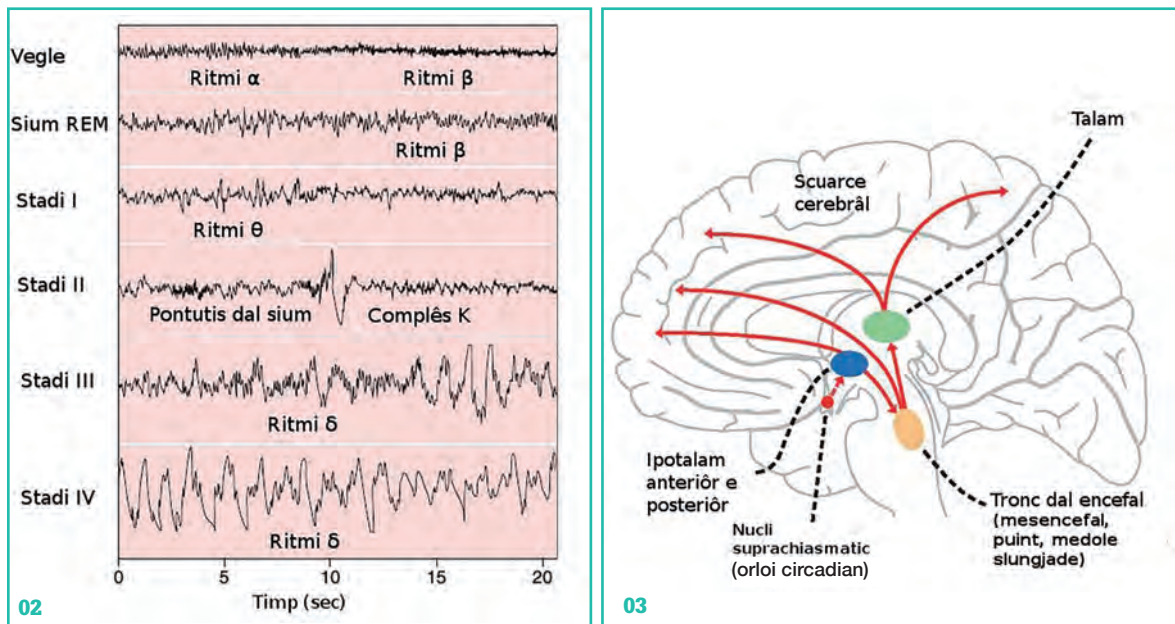 Vegle
Ritmi α
Ritmi β
Sium REM
Ritmi β
Stadi I
Ritmi θ
Stadi II
Pontutis dal sium
Complês K
Stadi III
Ritmi δ
Stadi IV
Ritmi δ
0
5
10
15
20
Timp (sec)
02
Talam
Scuarce
cerebrâl
Ipotalam
anteriôr e
posteriôr
Nucli
suprachiasmatic
(orloi circadian)
Tronc dal encefal
(mesencefal,
puint, medole
slungjade)
03